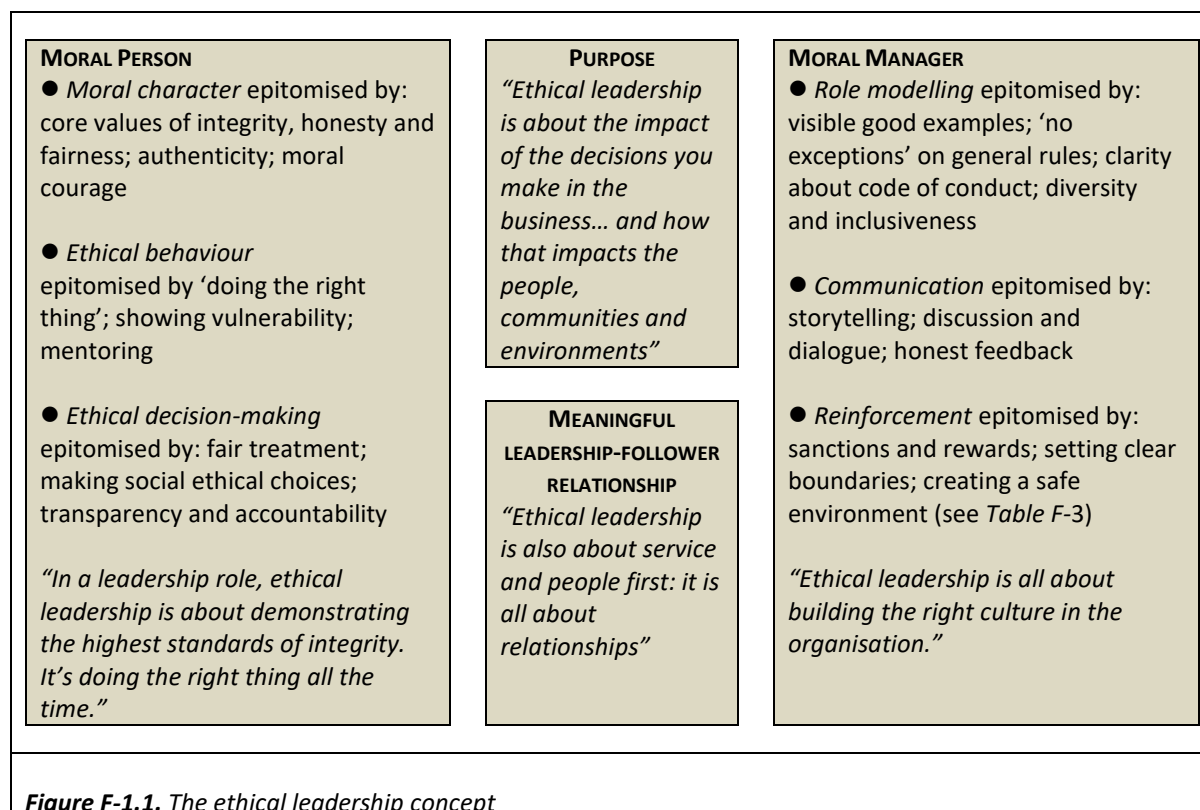 MORAL PERSON
● Moral character epitomised by:
core values of integrity, honesty and
fairness; authenticity; moral
courage
● Ethical behaviour
epitomised by ‘doing the right
thing’; showing vulnerability;
mentoring
● Ethical decision-making
epitomised by: fair treatment;
making social ethical choices;
transparency and accountability
“In a leadership role, ethical
leadership is about demonstrating
the highest standards of integrity.
It’s doing the right thing all the
time.”
PURPOSE
“Ethical leadership
is about the impact
of the decisions you
make in the
business… and how
that impacts the
people,
communities and
environments”
MEANINGFUL
LEADERSHIP-FOLLOWER
RELATIONSHIP
“Ethical leadership
is also about service
and people first: it is
all about
relationships”
MORAL MANAGER
● Role modelling epitomised by:
visible good examples; ‘no
exceptions’ on general rules; clarity
about code of conduct; diversity
and inclusiveness
● Communication epitomised by:
storytelling; discussion and
dialogue; honest feedback
● Reinforcement epitomised by:
sanctions and rewards; setting clear
boundaries; creating a safe
environment (see Table F-3)
“Ethical leadership is all about
building the right culture in the
organisation.”
Figure F-1.1. The ethical leadership concept